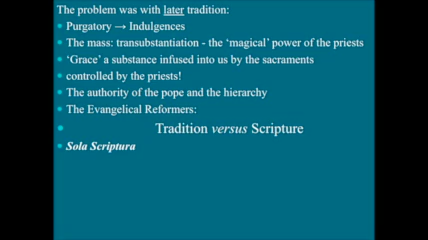 The problem was with later tradition:
Purgatory → Indulgences
The mass: transubstantiation - the ‘magical’ power of the priests
‘Grace’ a substance infused into us by the sacraments
controlled by the priests!
The authority of the pope and the hierarchy
The Evangelical Reformers:
Tradition versus Scripture
Sola Scriptura